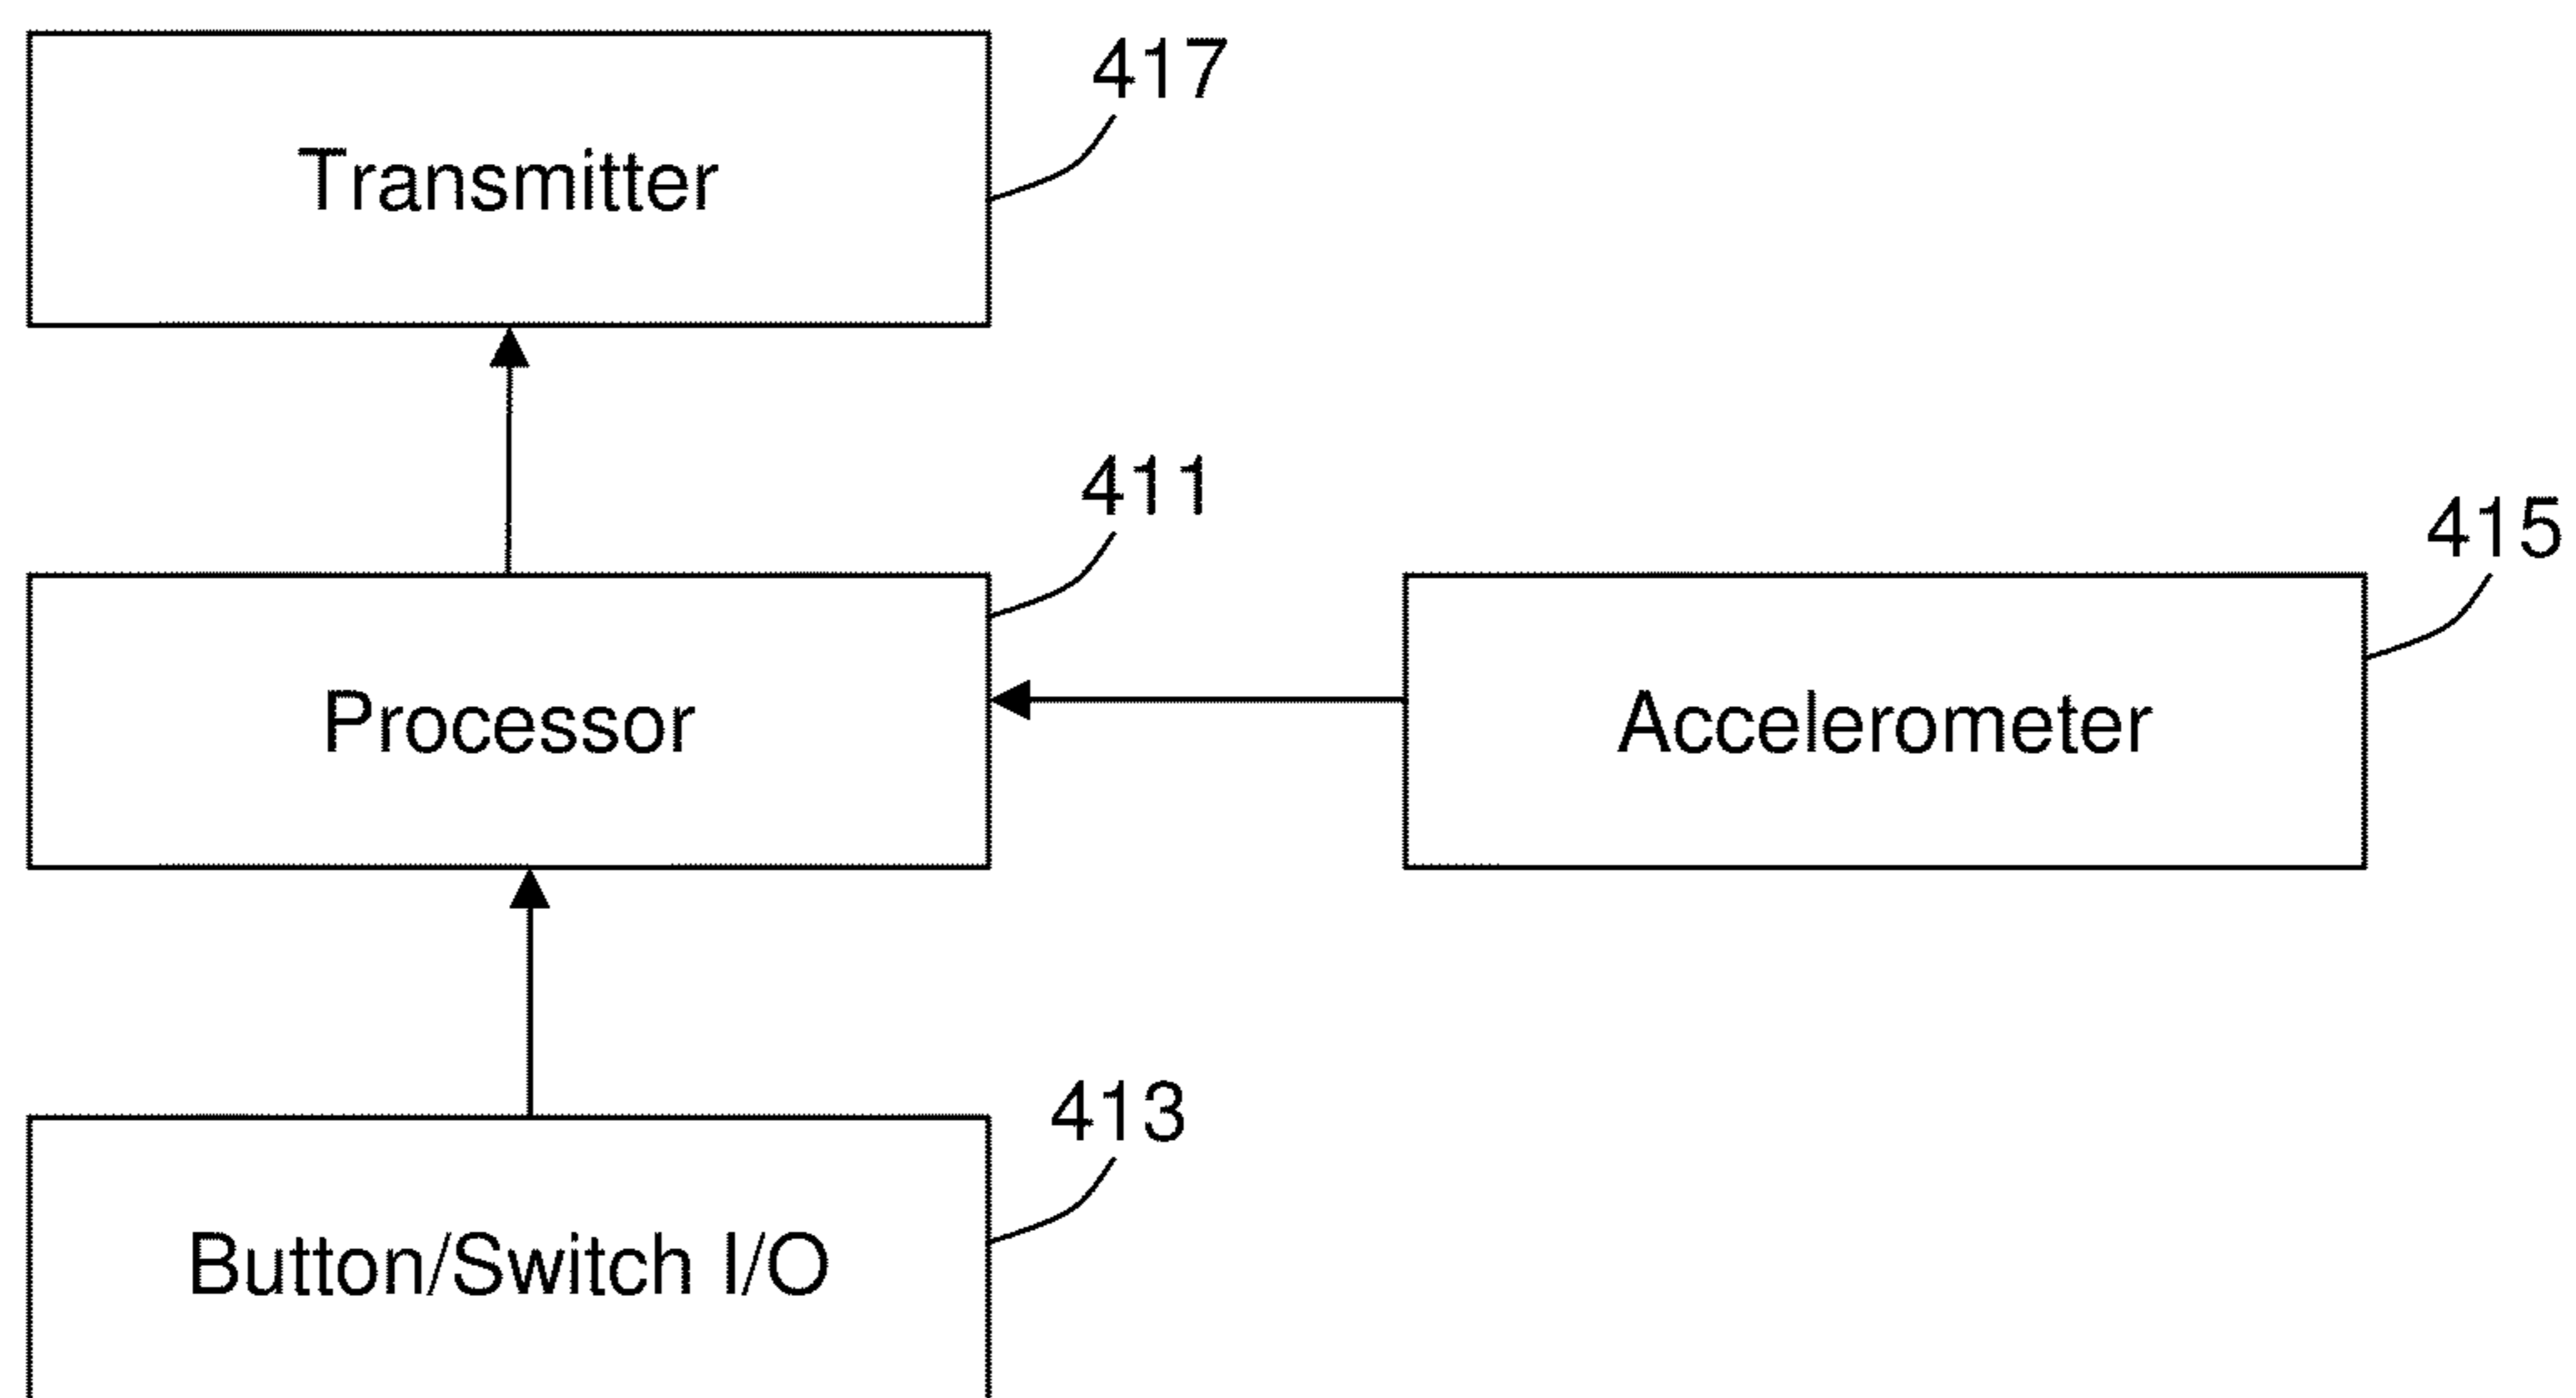 417
Transmitter
411
415
Processor
Accelerometer
413
Button/Switch I/O